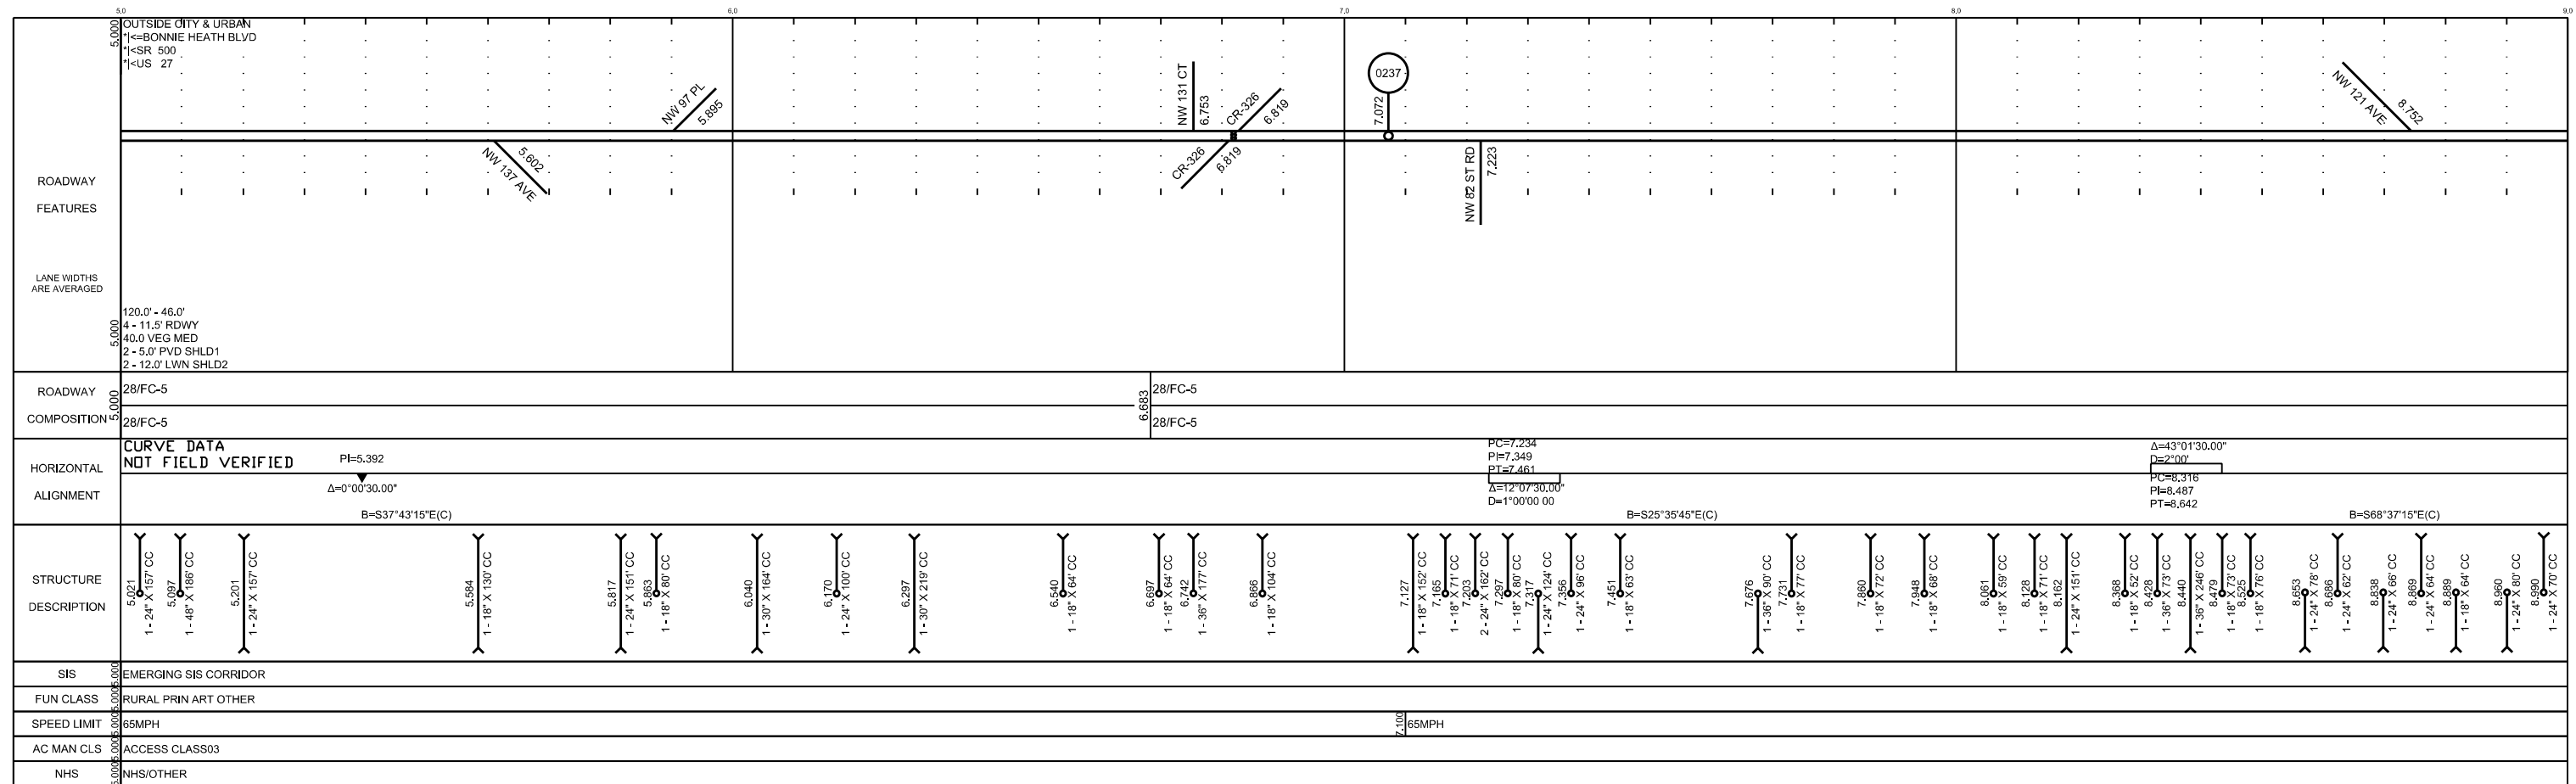 5.0
6.0
7.0
8.0
9.0
5.000
OUTSIDE CITY & URBAN
*|<=BONNIE HEATH BLVD
*|<SR 500
*|<US 27
NW 137 AVE
5.602
NW 97 PL
5.895
NW 131 CT
6.753
CR-326
6.819
CR-326
6.819
0237
7.072
NW 82 ST RD
7.223
NW 121 AVE
8.752
ROADWAY
FEATURES
LANE WIDTHS
ARE AVERAGED
5.000
120.0' - 46.0'
4 - 11.5' RDWY
40.0 VEG MED
2 - 5.0' PVD SHLD1
2 - 12.0' LWN SHLD2
ROADWAY
COMPOSITION
5.000
28/FC-5
28/FC-5
6.683
28/FC-5
28/FC-5
HORIZONTAL
ALIGNMENT
CURVE DATA
NOT FIELD VERIFIED
PI=5.392
Δ=0°00'30.00"
B=S37°43'15"E(C)
PC=7.234
PI=7.349
PT=7.461
Δ=12°07'30.00"
D=1°00'00 00
B=S25°35'45"E(C)
Δ=43°01'30.00"
D=2°00'
PC=8.316
PI=8.487
PT=8.642
B=S68°37'15"E(C)
STRUCTURE
DESCRIPTION
5.021
1 - 24" X 157' CC
5.097
1 - 48" X 186' CC
5.201
1 - 24" X 157' CC
5.584
1 - 18" X 130' CC
5.817
1 - 24" X 151' CC
5.863
1 - 18" X 80' CC
6.040
1 - 30" X 164' CC
6.170
1 - 24" X 100' CC
6.297
1 - 30" X 219' CC
6.540
1 - 18" X 64' CC
6.697
1 - 18" X 64' CC
6.742
1 - 36" X 177' CC
6.866
1 - 18" X 104' CC
7.127
1 - 18" X 152' CC
7.165
1 - 18" X 71' CC
7.203
2 - 24" X 162' CC
7.297
1 - 18" X 80' CC
7.317
1 - 24" X 124' CC
7.356
1 - 24" X 96' CC
7.451
1 - 18" X 63' CC
7.676
1 - 36" X 90' CC
7.731
1 - 18" X 77' CC
7.860
1 - 18" X 72' CC
7.948
1 - 18" X 68' CC
8.061
1 - 18" X 59' CC
8.128
1 - 18" X 71' CC
8.162
1 - 24" X 151' CC
8.368
1 - 18" X 52' CC
8.428
1 - 36" X 73' CC
8.440
1 - 36" X 246' CC
8.479
1 - 18" X 73' CC
8.525
1 - 18" X 76' CC
8.653
1 - 24" X 78' CC
8.686
1 - 24" X 62' CC
8.838
1 - 24" X 66' CC
8.869
1 - 24" X 64' CC
8.889
1 - 18" X 64' CC
8.960
1 - 24" X 80' CC
8.990
1 - 24" X 70' CC
SIS
5.000
EMERGING SIS CORRIDOR
FUN CLASS
5.000
RURAL PRIN ART OTHER
SPEED LIMIT
5.000
65MPH
7.100
65MPH
AC MAN CLS
5.000
ACCESS CLASS03
NHS
5.000
NHS/OTHER